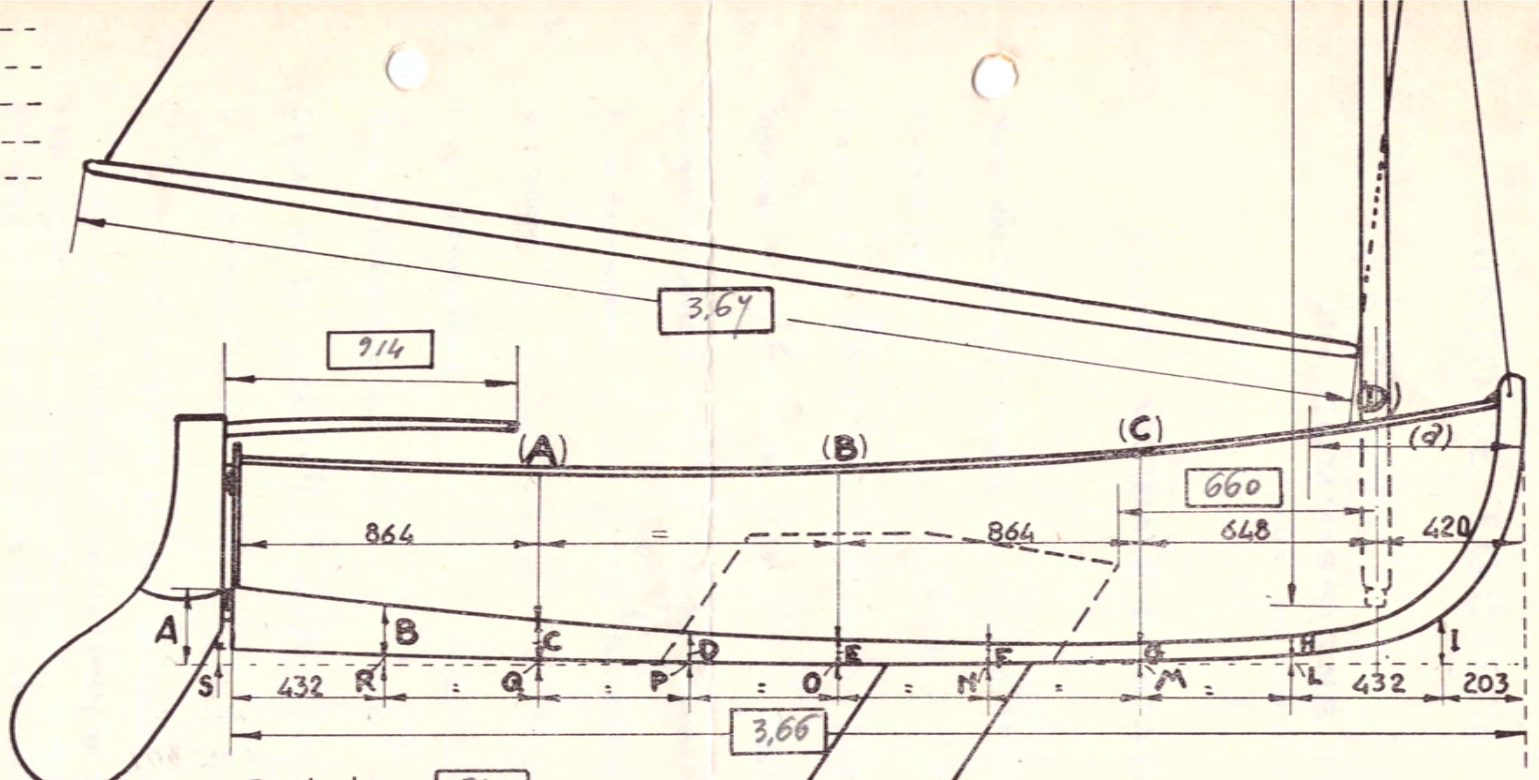 3,64
914
(A)
(B)
(C)
(D)
(d)
660
864
=
864
648
420
A
B
C
D
E
F
G
H
I
S
432
R
=
Q
=
P
=
O
=
N
=
M
=
L
432
203
3,66